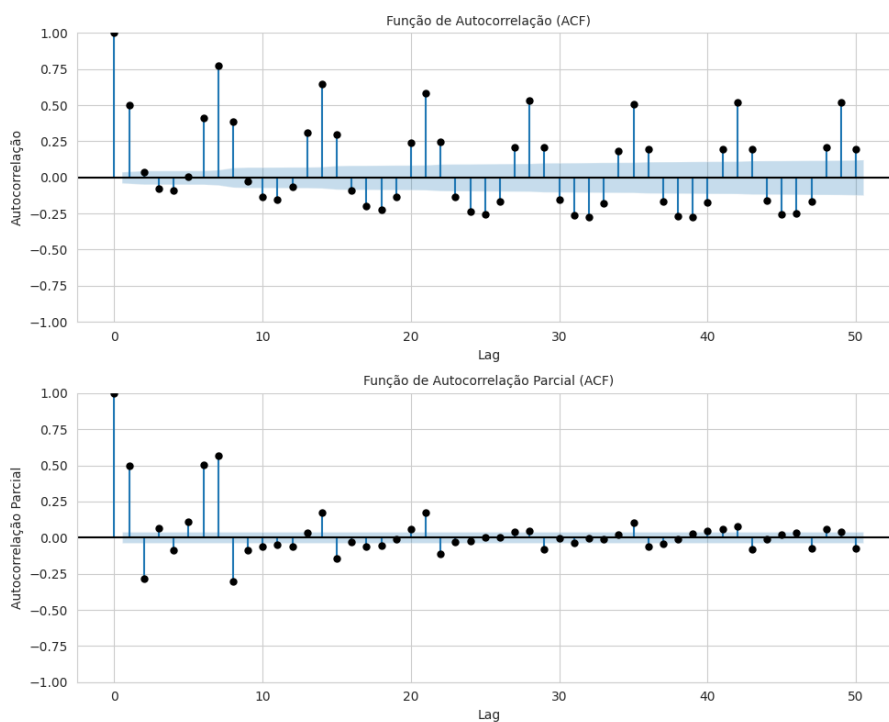 Função de Autocorrelação (ACF)
1.00
0.75
0.50
0.25
0.00
−0.25
−0.50
−0.75
−1.00
Autocorrelação
0 10 20 30 40 50
Lag
Função de Autocorrelação Parcial (ACF)
1.00
0.75
0.50
0.25
0.00
−0.25
−0.50
−0.75
−1.00
Autocorrelação Parcial
0 10 20 30 40 50
Lag